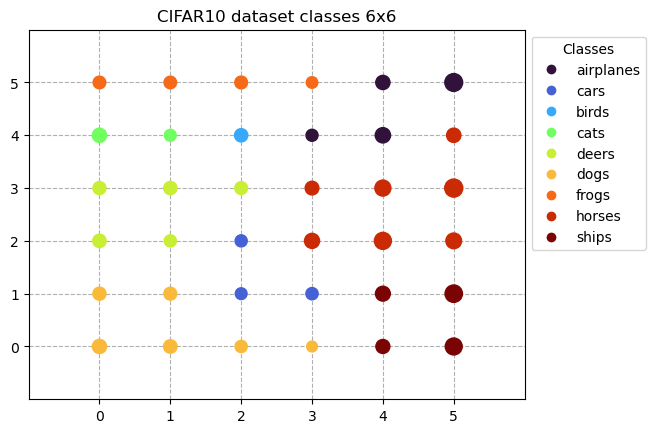 CIFAR10 dataset classes 6x6
5
4
3
2
1
0
0 1 2 3 4 5
Classes
airplanes
cars
birds
cats
deers
dogs
frogs
horses
ships